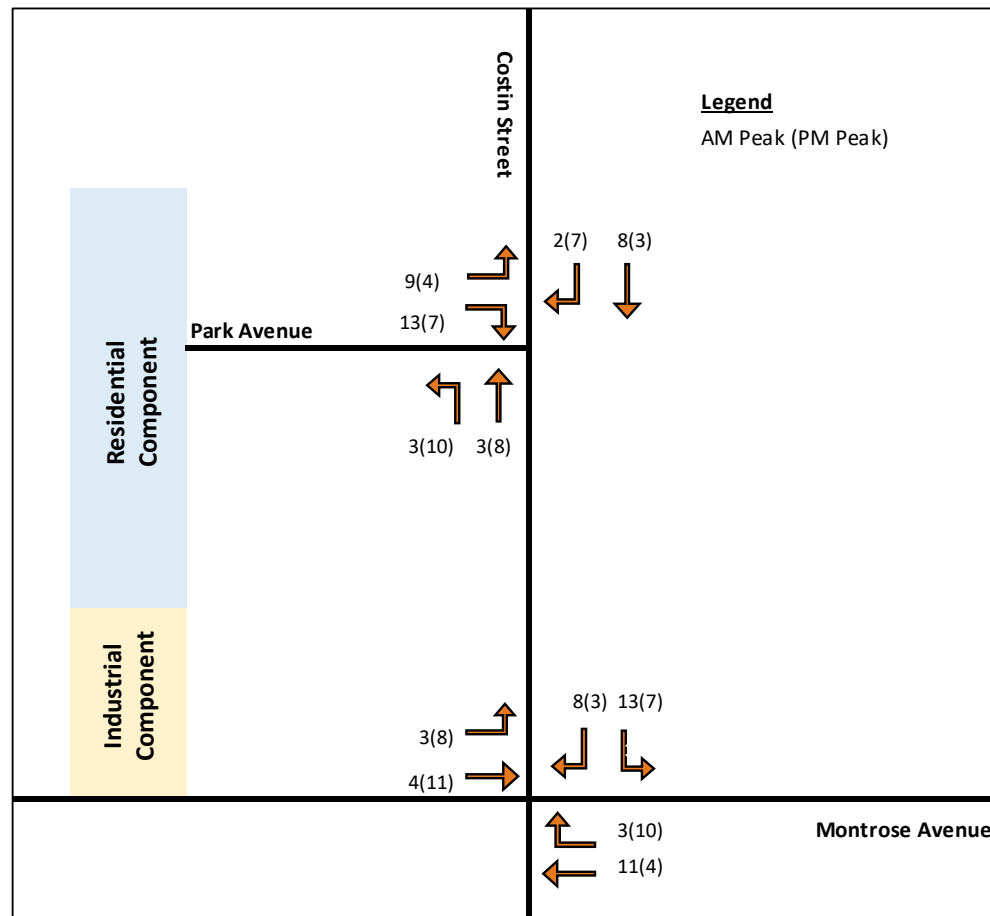 Costin Street
Legend
AM Peak (PM Peak)
2(7) 8(3)
9(4)
13(7)
Park Avenue
3(10) 3(8)
Residential
Component
Industrial
Component
8(3) 13(7)
3(8)
4(11)
3(10)
Montrose Avenue
11(4)